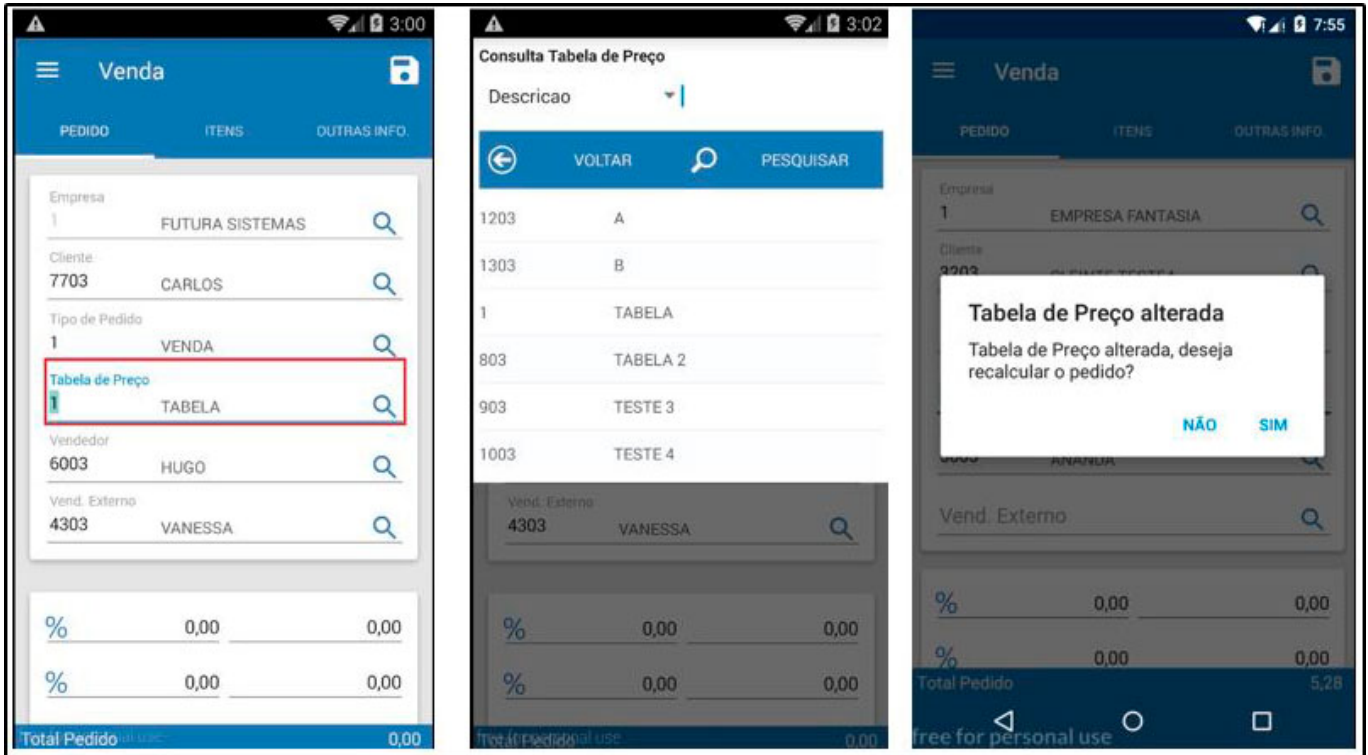 3:00
Venda
PEDIDO ITENS OUTRAS INFO.
Empresa
1 FUTURA SISTEMAS
Cliente
7703 CARLOS
Tipo de Pedido
1 VENDA
Tabela de Preço
1 TABELA
Vendedor
6003 HUGO
Vend. Externo
4303 VANESSA
% 0,00 0,00
% 0,00 0,00
Total Pedido 0,00
3:02
Consulta Tabela de Preço
Descricao
VOLTAR PESQUISAR
1203 A
1303 B
1 TABELA
803 TABELA 2
903 TESTE 3
1003 TESTE 4
Vend. Externo
4303 VANESSA
% 0,00 0,00
% 0,00 0,00
Total Pedido 0,00
7:55
Venda
PEDIDO ITENS OUTRAS INFO.
Empresa
1 EMPRESA FANTASIA
Cliente
3203
Tabela de Preço alterada
Tabela de Preço alterada, deseja
recalcular o pedido?
NÃO SIM
ANANDA
Vend. Externo
% 0,00 0,00
% 0,00 0,00
Total Pedido 5,28
free for personal use